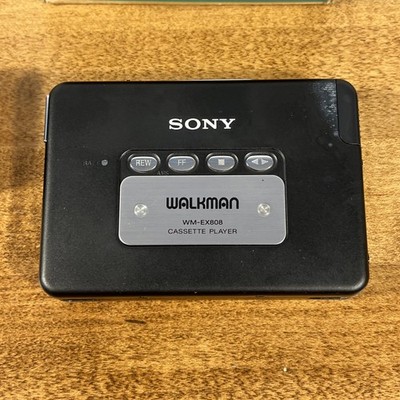 SONY
REW FF
WALKMAN
WM-EX808
CASSETTE PLAYER